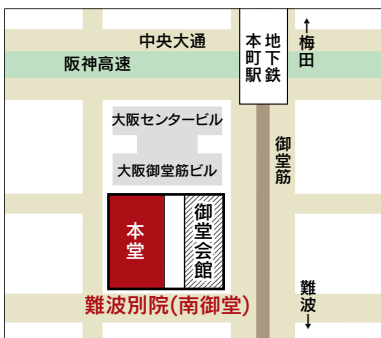 中央大通
阪神高速
地下鉄
本町駅
↑梅田
大阪センタービル
大阪御堂筋ビル
御堂筋
本堂
御堂会館
難波別院(南御堂)
難波↓